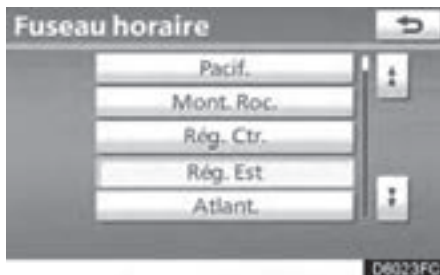 Fuseau horaire
Pacif.
Mont. Roc.
Rég. Ctr.
Rég. Est
Atlant.
D6023FC